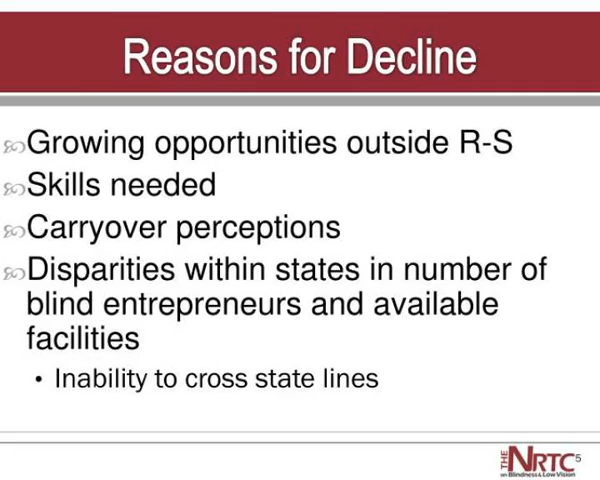 Reasons for Decline
Growing opportunities outside R-S
Skills needed
Carryover perceptions
Disparities within states in number of
blind entrepreneurs and available
facilities
• Inability to cross state lines
THE NRTC 5
on Blindness & Low Vision